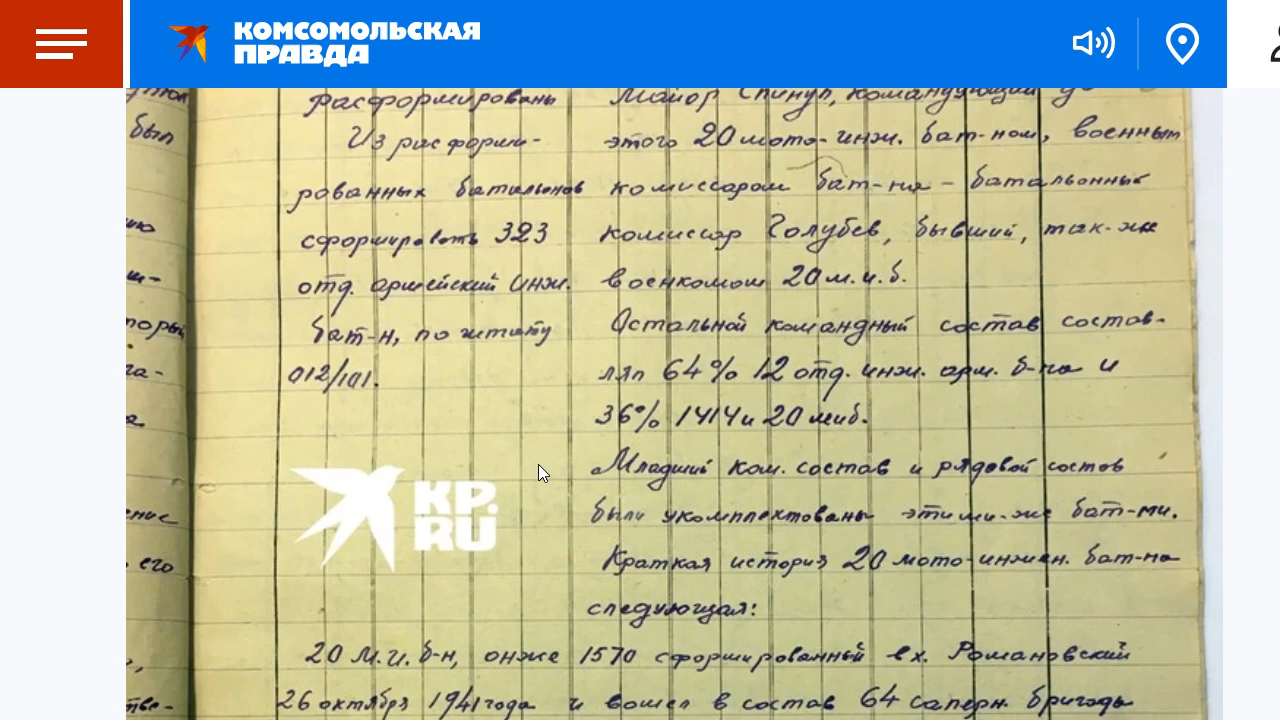 КОМСОМОЛЬСКАЯ
ПРАВДА
расформированы
Из расформи-
рованных батальонов
сформировать 323
отд. армейский инж.
бат-н, по штату
012/101.
KP.
RU
Майор Спинул, командующий до
этого 20 мото-инж. бат-ном, военным
комиссаром бат-на - батальонный
комиссар Голубев, бывший, так-же
военкомом 20 м.и.б.
Остальной командный состав состав-
лял 64% 12 отд. инж. арм. б-на и
36% 1414 и 20 миб.
Младший ком. состав и рядовой состав
были укомплектованы этими-же бат-ми.
Краткая история 20 мото-инжен. бат-на
следующая:
20 м.и. б-н, он же 1570 сформированный в х. Романовский
26 октября 1941 года и вошел в состав 64 саперн. бригады
был
его